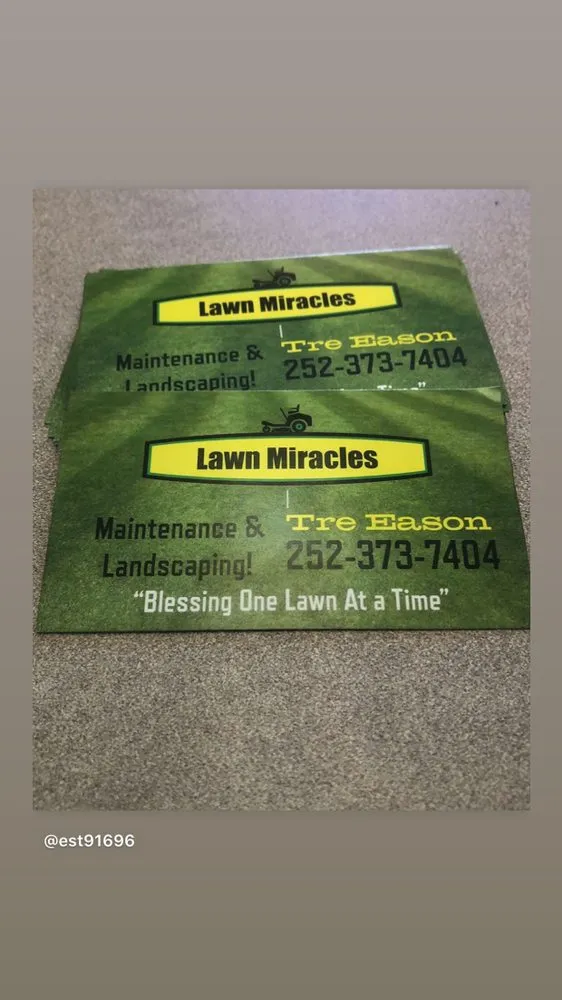 Lawn Miracles
Maintenance &
Landscaping!
Tre Eason
252-373-7404
Time"
Lawn Miracles
Maintenance &
Landscaping!
Tre Eason
252-373-7404
“Blessing One Lawn At a Time”
@est91696